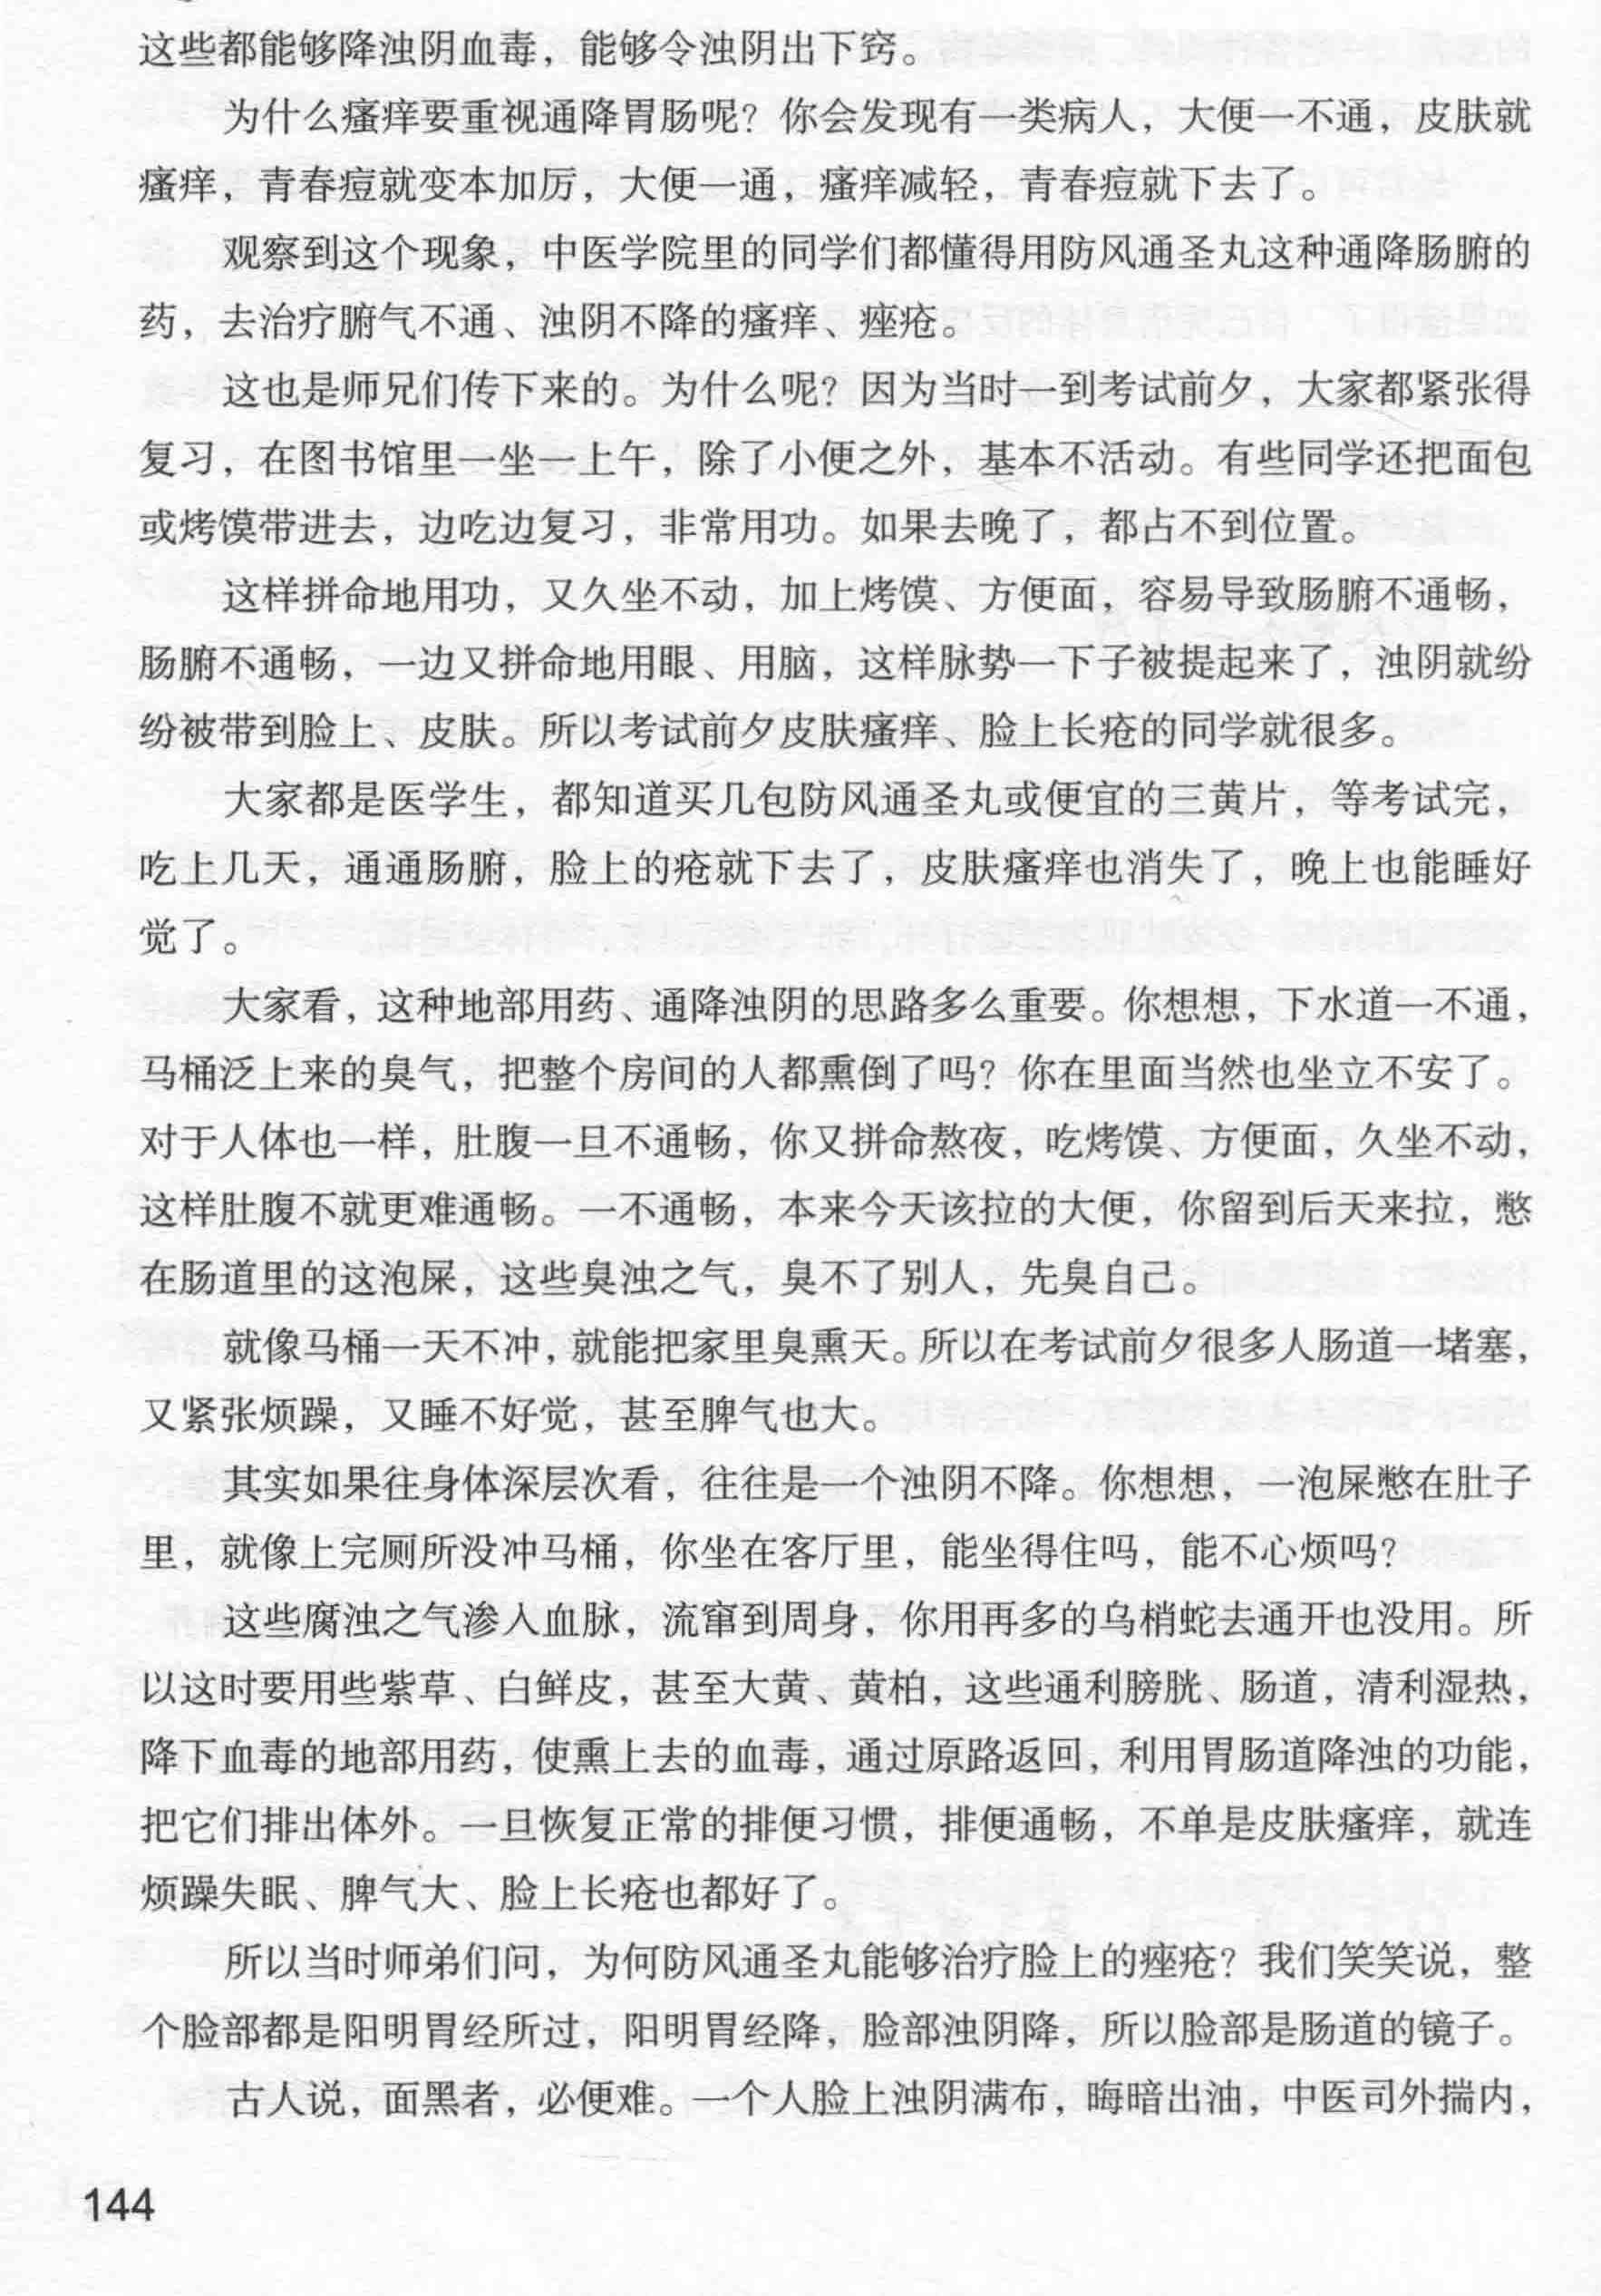 这些都能够降浊阴血毒，能够令浊阴出下窍。
为什么瘙痒要重视通降胃肠呢？你会发现有一类病人，大便一不通，皮肤就
瘙痒，青春痘就变本加厉，大便一通，瘙痒减轻，青春痘就下去了。
观察到这个现象，中医学院里的同学们都懂得用防风通圣丸这种通降肠腑的
药，去治疗腑气不通、浊阴不降的瘙痒、痤疮。
这也是师兄们传下来的。为什么呢？因为当时一到考试前夕，大家都紧张得
复习，在图书馆里一坐一上午，除了小便之外，基本不活动。有些同学还把面包
或烤馍带进去，边吃边复习，非常用功。如果去晚了，都占不到位置。
这样拼命地用功，又久坐不动，加上烤馍、方便面，容易导致肠腑不通畅，
肠腑不通畅，一边又拼命地用眼、用脑，这样脉势一下子被提起来了，浊阴就纷
纷被带到脸上、皮肤。所以考试前夕皮肤瘙痒、脸上长疮的同学就很多。
大家都是医学生，都知道买几包防风通圣丸或便宜的三黄片，等考试完，
吃上几天，通通肠腑，脸上的疮就下去了，皮肤瘙痒也消失了，晚上也能睡好
觉了。
大家看，这种地部用药、通降浊阴的思路多么重要。你想想，下水道一不通，
马桶泛上来的臭气，把整个房间的人都熏倒了吗？你在里面当然也坐立不安了。
对于人体也一样，肚腹一旦不通畅，你又拼命熬夜，吃烤馍、方便面，久坐不动，
这样肚腹不就更难通畅。一不通畅，本来今天该拉的大便，你留到后天来拉，憋
在肠道里的这泡屎，这些臭浊之气，臭不了别人，先臭自己。
就像马桶一天不冲，就能把家里臭熏天。所以在考试前夕很多人肠道一堵塞，
又紧张烦躁，又睡不好觉，甚至脾气也大。
其实如果往身体深层次看，往往是一个浊阴不降。你想想，一泡屎憋在肚子
里，就像上完厕所没冲马桶，你坐在客厅里，能坐得住吗，能不心烦吗？
这些腐浊之气渗入血脉，流窜到周身，你用再多的乌梢蛇去通开也没用。所
以这时要用些紫草、白鲜皮，甚至大黄、黄柏，这些通利膀胱、肠道，清利湿热，
降下血毒的地部用药，使熏上去的血毒，通过原路返回，利用胃肠道降浊的功能，
把它们排出体外。一旦恢复正常的排便习惯，排便通畅，不单是皮肤瘙痒，就连
烦躁失眠、脾气大、脸上长疮也都好了。
所以当时师弟们问，为何防风通圣丸能够治疗脸上的痤疮？我们笑笑说，整
个脸部都是阳明胃经所过，阳明胃经降，脸部浊阴降，所以脸部是肠道的镜子。
古人说，面黑者，必便难。一个人脸上浊阴满布，晦暗出油，中医司外揣内，
144